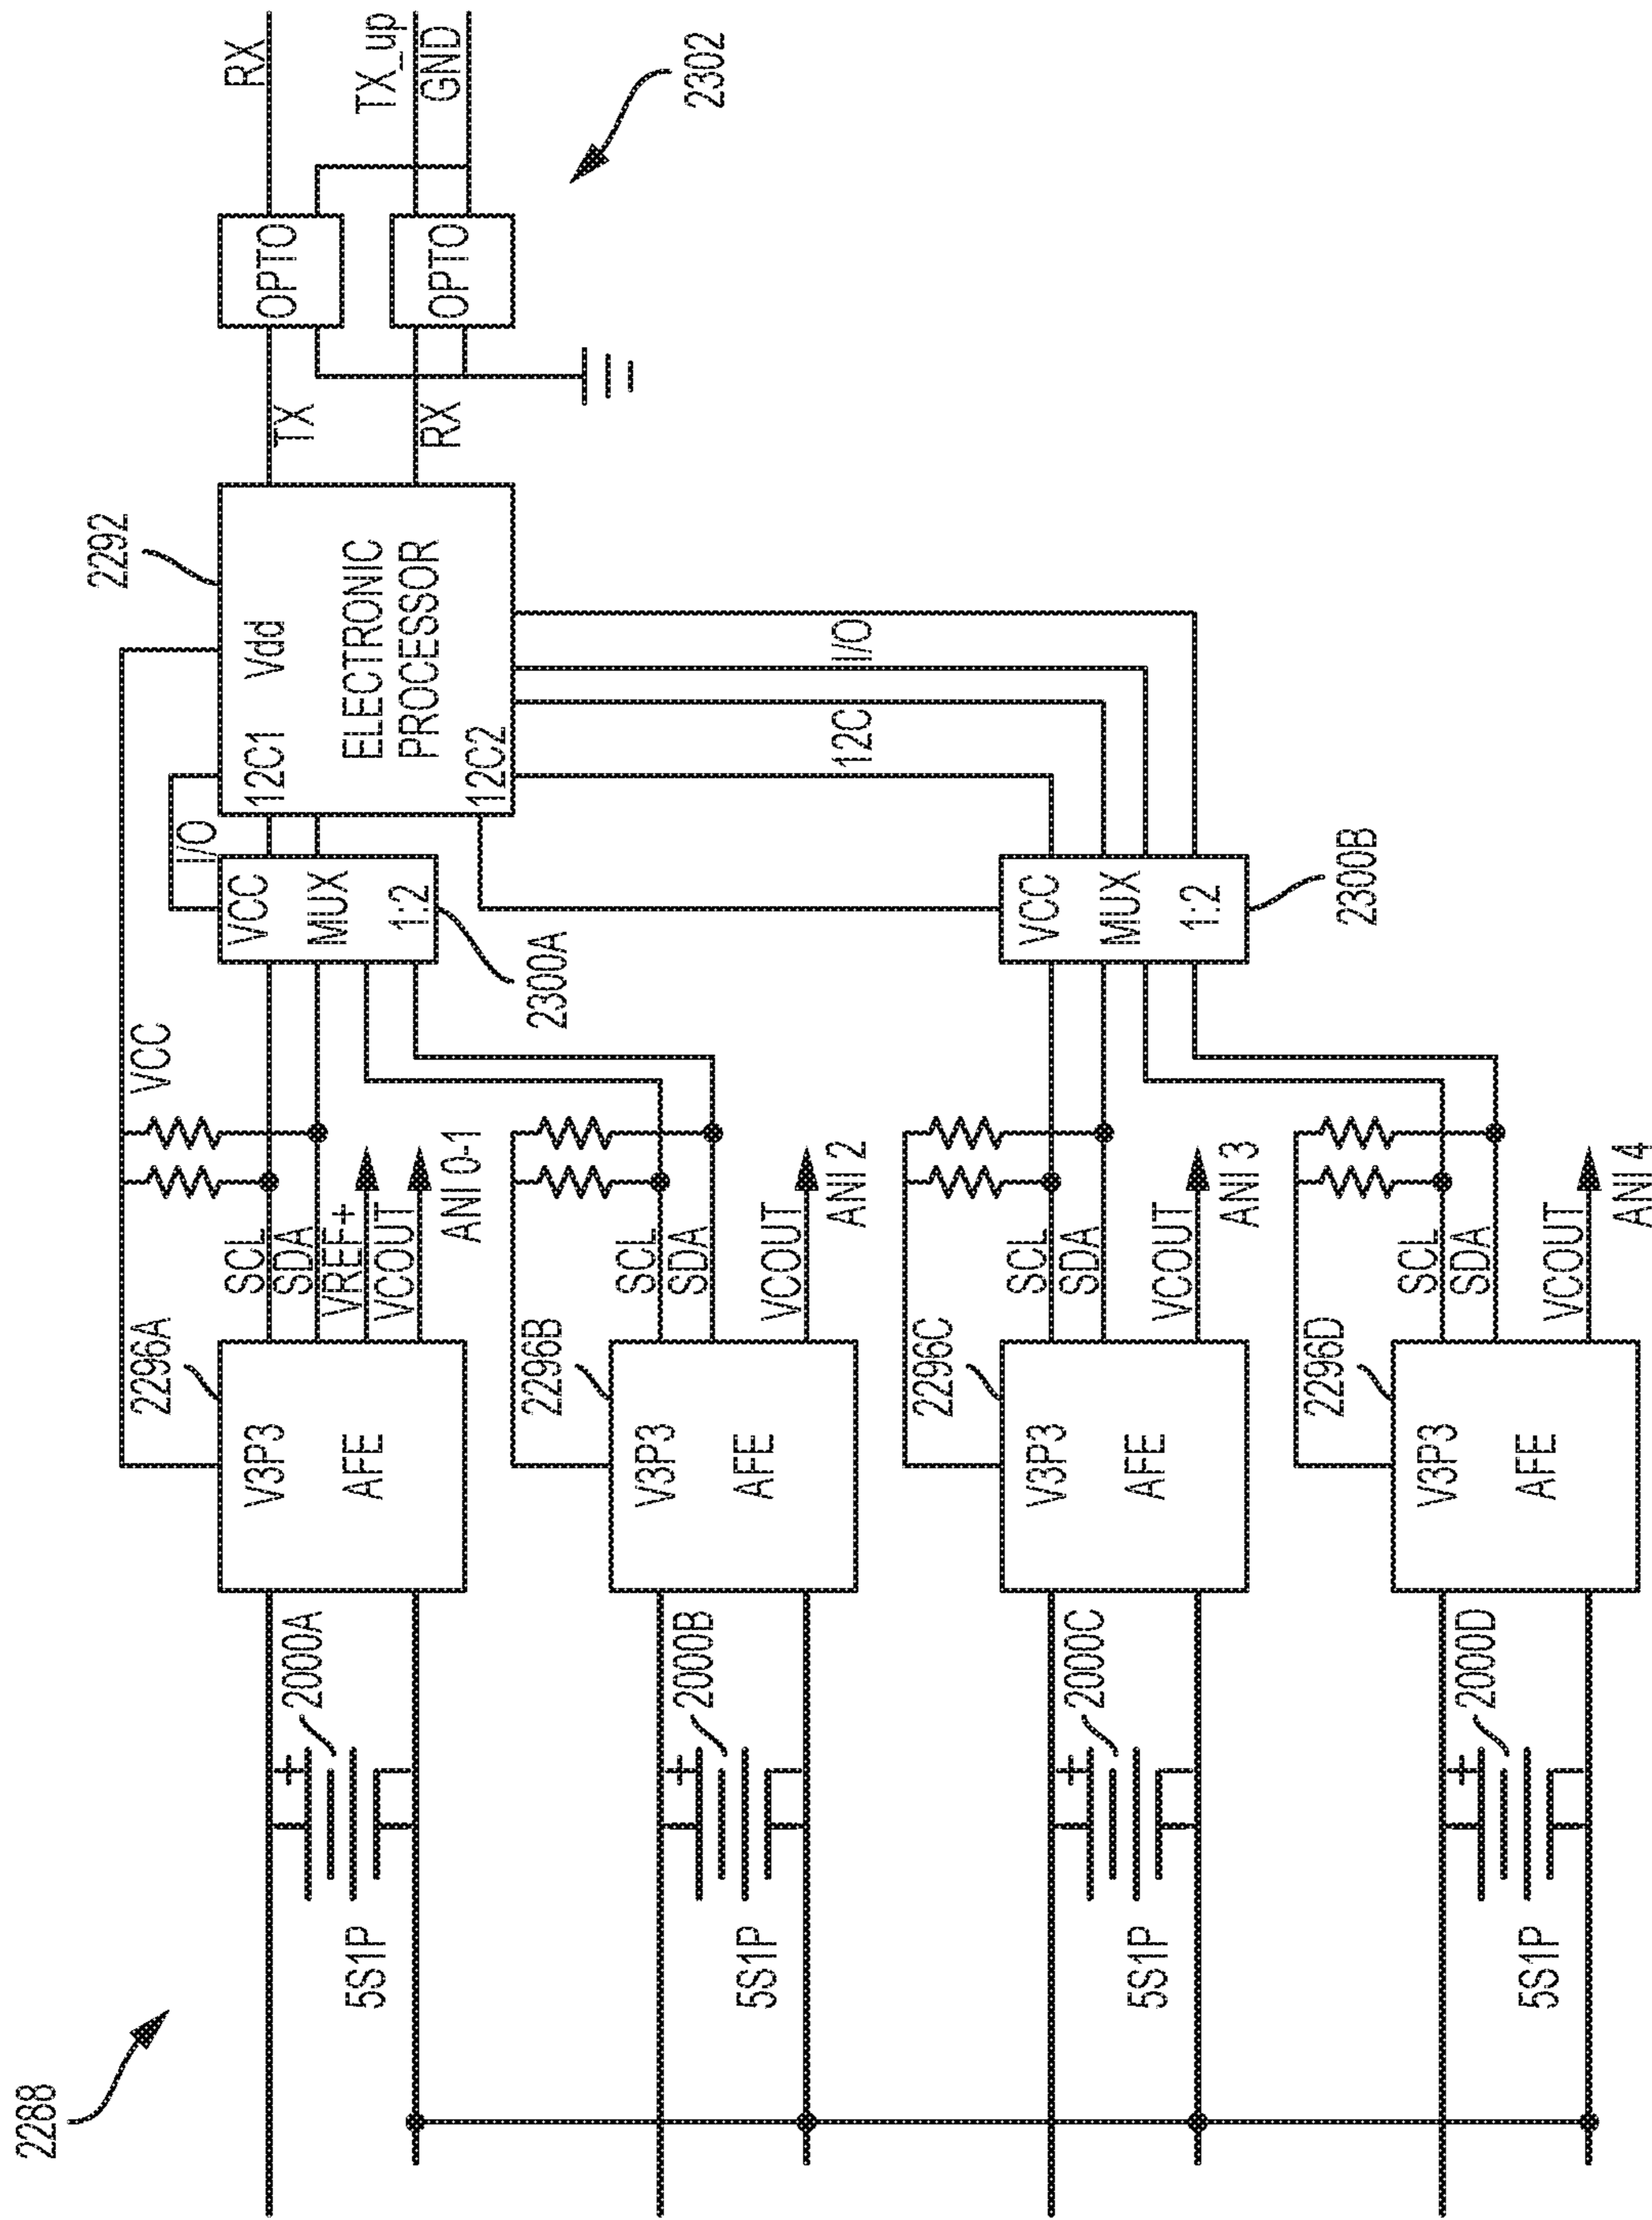 2288
2000A
5S1P
2296A
V3P3
AFE
SCL
SDA
VREF+
VCOUT
ANI 0-1
VCC
I/O
VCC
MUX
1:2
2300A
2292
12C1
Vdd
ELECTRONIC
PROCESSOR
12C2
TX
RX
OPTO
OPTO
RX
TX_up
GND
2302
2000B
5S1P
2296B
V3P3
AFE
SCL
SDA
VCOUT
ANI 2
2000C
5S1P
2296C
V3P3
AFE
SCL
SDA
VCOUT
ANI 3
VCC
MUX
1:2
2300B
12C
I/O
2000D
5S1P
2296D
V3P3
AFE
SCL
SDA
VCOUT
ANI 4